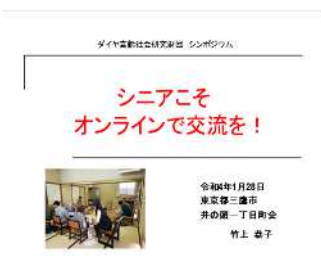 ダイヤ高齢社会研究財団 シンポジウム
シニアこそ
オンラインで交流を！
令和4年1月28日
東京都三鷹市
井の頭一丁目町会
竹上 恭子